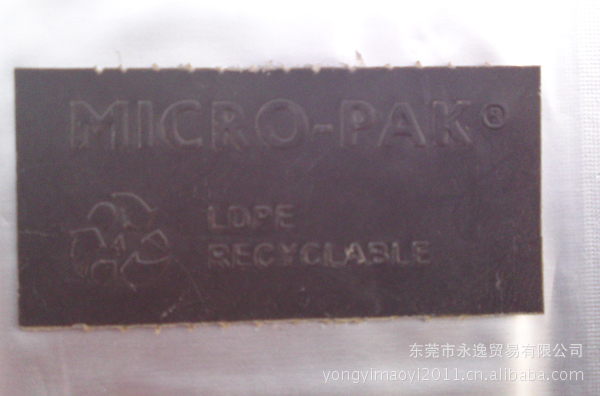 MICRO-PAK®
LDPE
RECYCLABLE
东莞市永逸贸易有限公司
yongyimaoyi2011.cn.alibaba.com